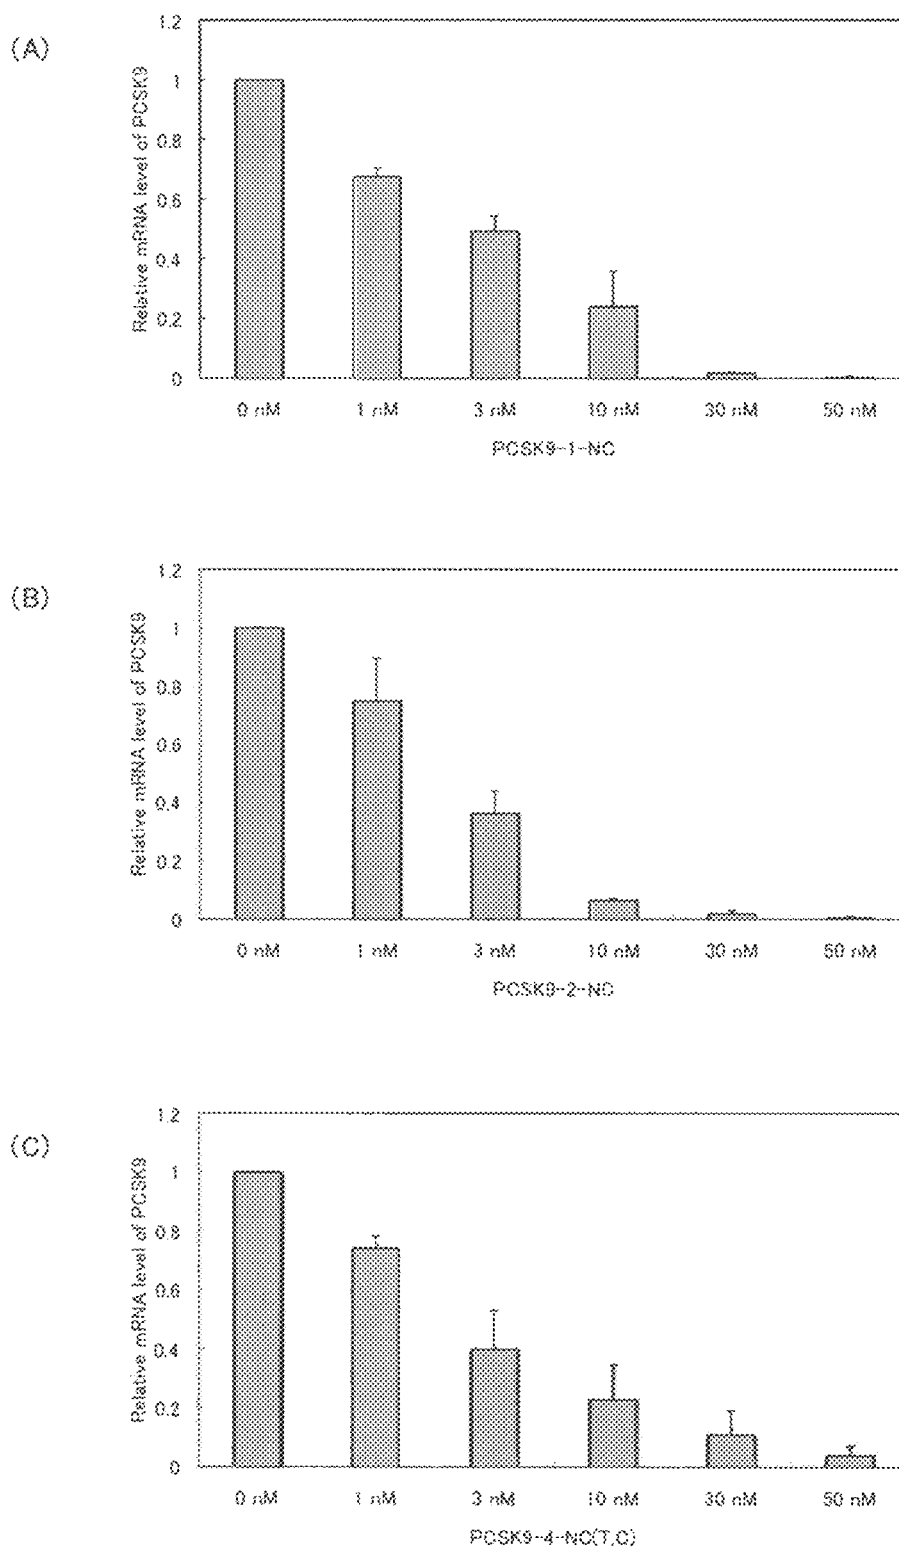 (A)
Relative mRNA level of PCSK9
1.2
1
0.8
0.6
0.4
0.2
0
0 nM 1 nM 3 nM 10 nM 30 nM 50 nM
PCSK9-1-NC
(B)
Relative mRNA level of PCSK9
1.2
1
0.8
0.6
0.4
0.2
0
0 nM 1 nM 3 nM 10 nM 30 nM 50 nM
PCSK9-2-NC
(C)
Relative mRNA level of PCSK9
1.2
1
0.8
0.6
0.4
0.2
0
0 nM 1 nM 3 nM 10 nM 30 nM 50 nM
PCSK9-4-NC(T,C)